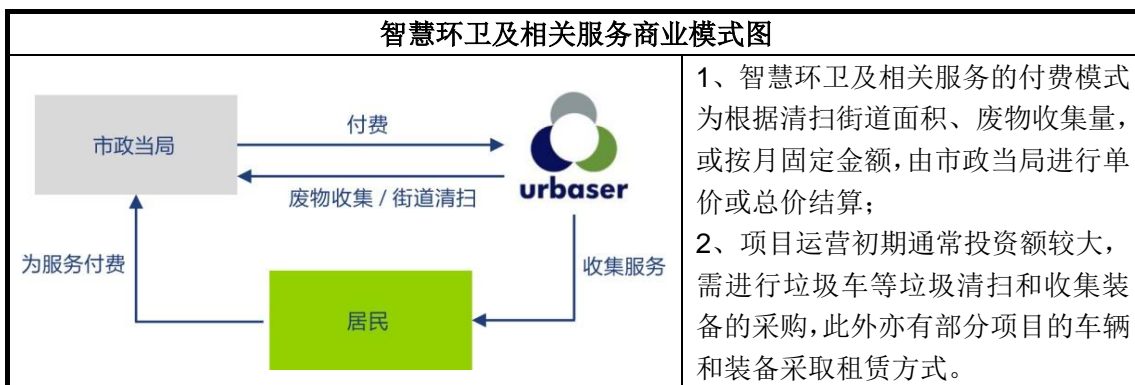 智慧环卫及相关服务商业模式图
市政当局
付费
废物收集 / 街道清扫
urbaser
为服务付费
收集服务
居民
1、智慧环卫及相关服务的付费模式
为根据清扫街道面积、废物收集量，
或按月固定金额，由市政当局进行单
价或总价结算；
2、项目运营初期通常投资额较大，
需进行垃圾车等垃圾清扫和收集装
备的采购，此外亦有部分项目的车辆
和装备采取租赁方式。